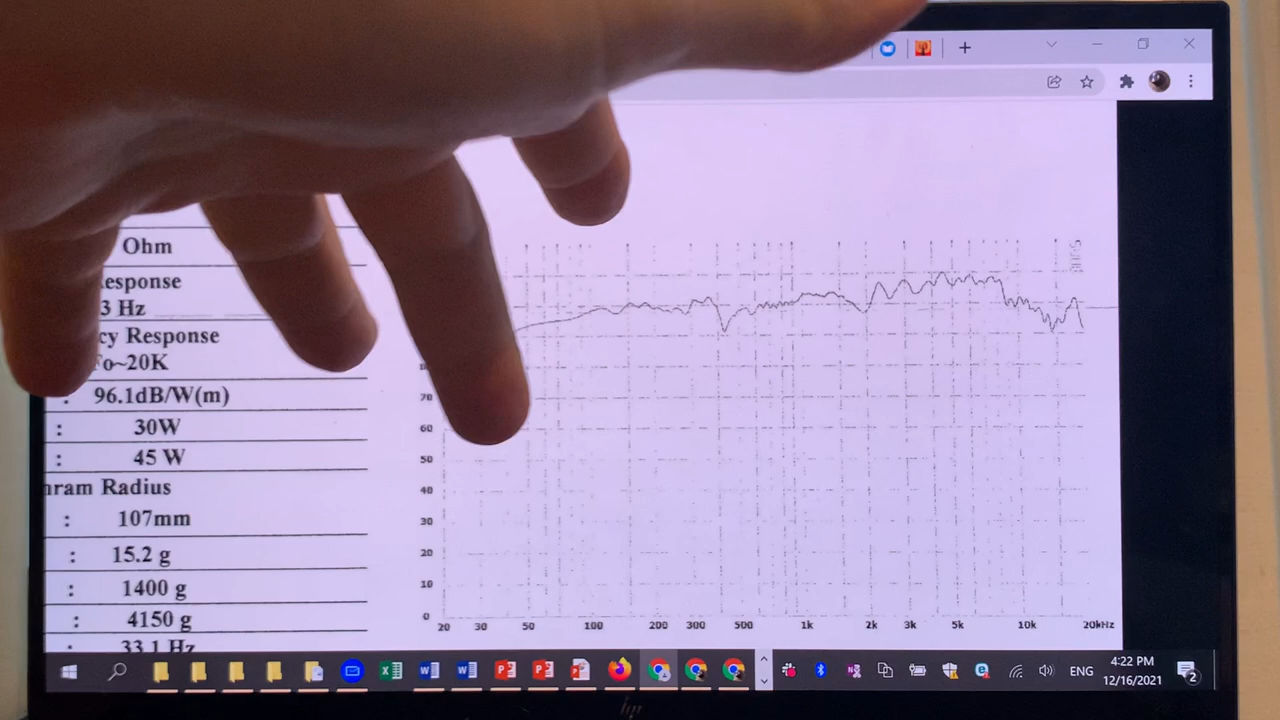 Ohm
esponse
3 Hz
cy Response
Fo~20K
: 96.1dB/W(m)
: 30W
: 45 W
ram Radius
: 107mm
: 15.2 g
: 1400 g
: 4150 g
: 33.1 Hz
70
60
50
40
30
20
10
0
20 30 50 100 200 300 500 1k 2k 3k 5k 10k 20kHz
ENG
4:22 PM
12/16/2021
2
hp